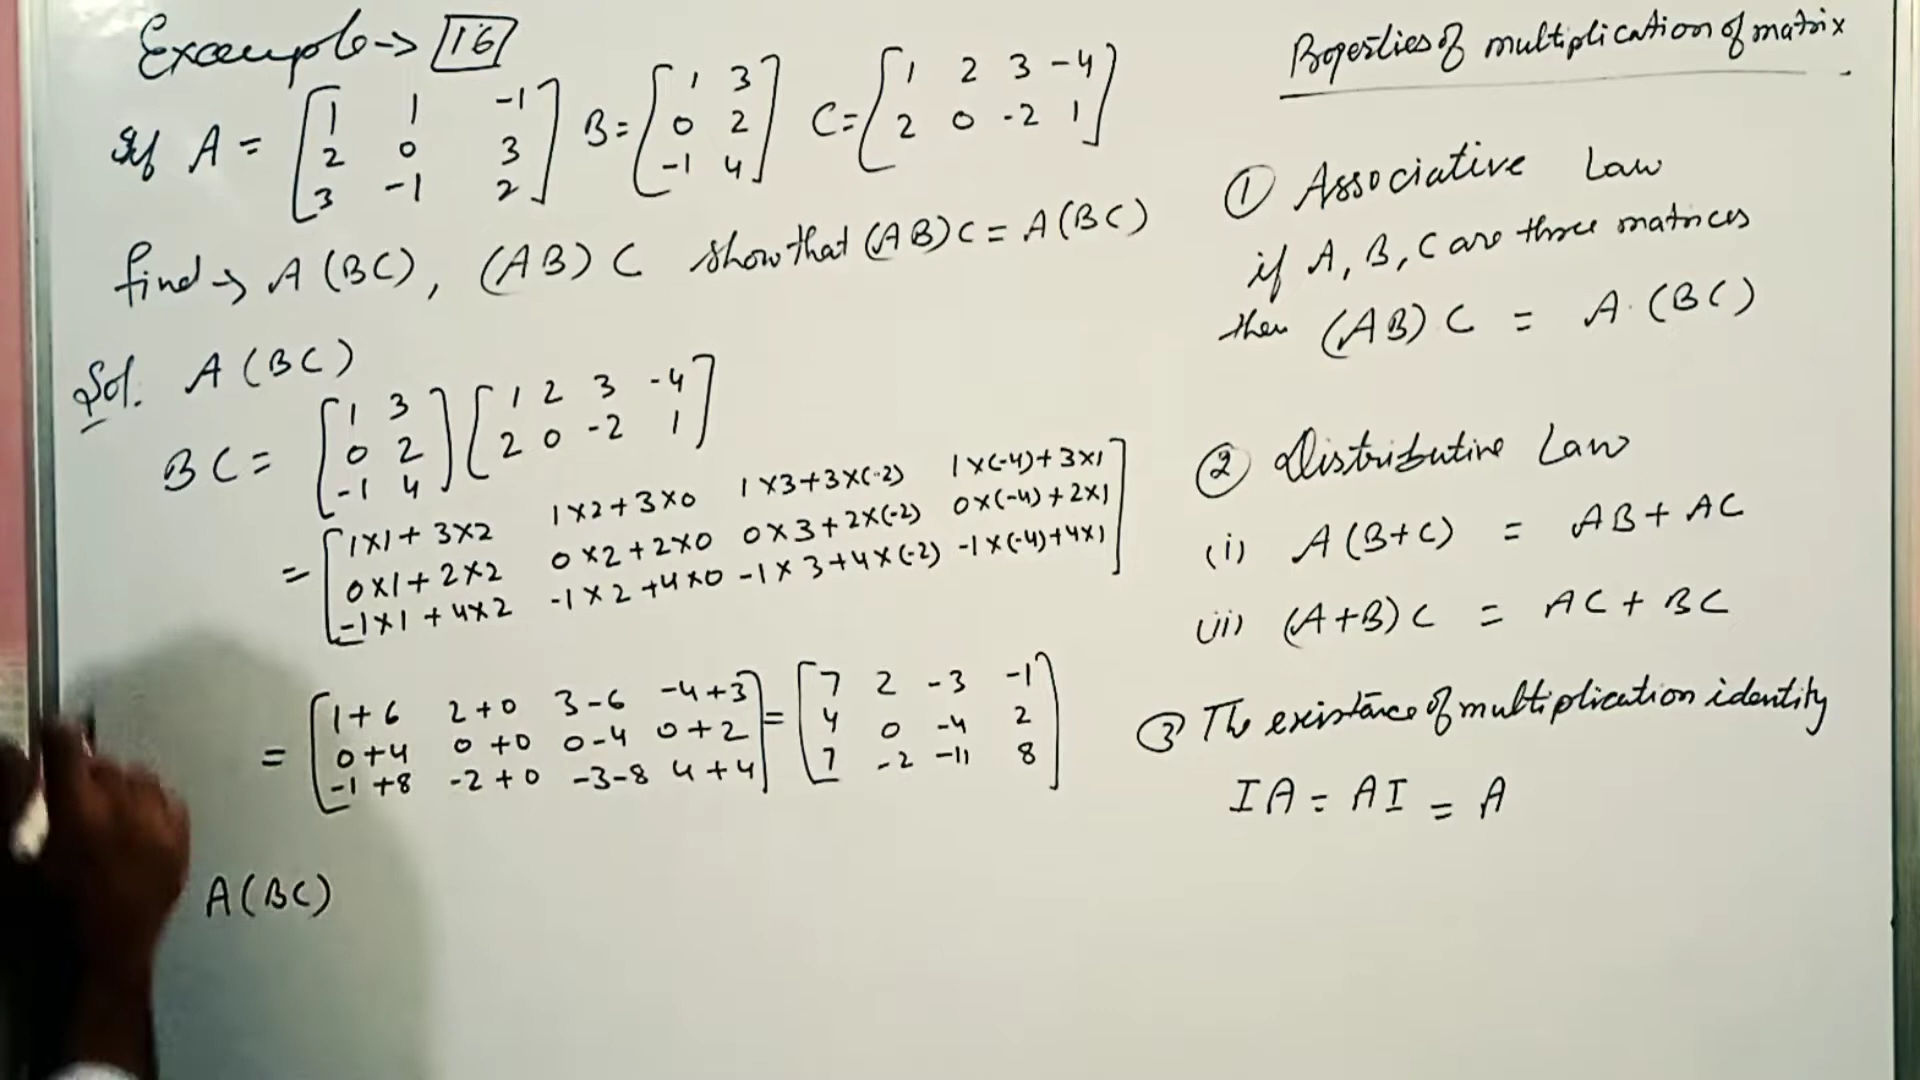 Example → 16
If A = [1 1 -1] B = [1 3] C = [1 2 3 -4]
[2 0 3] [0 2] [2 0 -2 1]
[3 -1 2] [-1 4]
find → A(BC), (AB)C show that (AB)C = A(BC)
Sol. A(BC)
BC = [1 3] [1 2 3 -4]
[0 2] [2 0 -2 1]
[-1 4]
= [1×1+3×2 1×2+3×0 1×3+3×(-2) 1×(-4)+3×1]
[0×1+2×2 0×2+2×0 0×3+2×(-2) 0×(-4)+2×1]
[-1×1+4×2 -1×2+4×0 -1×3+4×(-2) -1×(-4)+4×1]
= [1+6 2+0 3-6 -4+3] = [7 2 -3 -1]
[0+4 0+0 0-4 0+2] [4 0 -4 2]
[-1+8 -2+0 -3-8 4+4] [7 -2 -11 8]
A(BC)
Properties of multiplication of matrix
① Associative Law
if A, B, C are three matrices
then (AB)C = A.(BC)
② Distributive Law
(i) A(B+C) = AB+AC
(ii) (A+B)C = AC+BC
③ The existance of multiplication identity
IA = AI = A